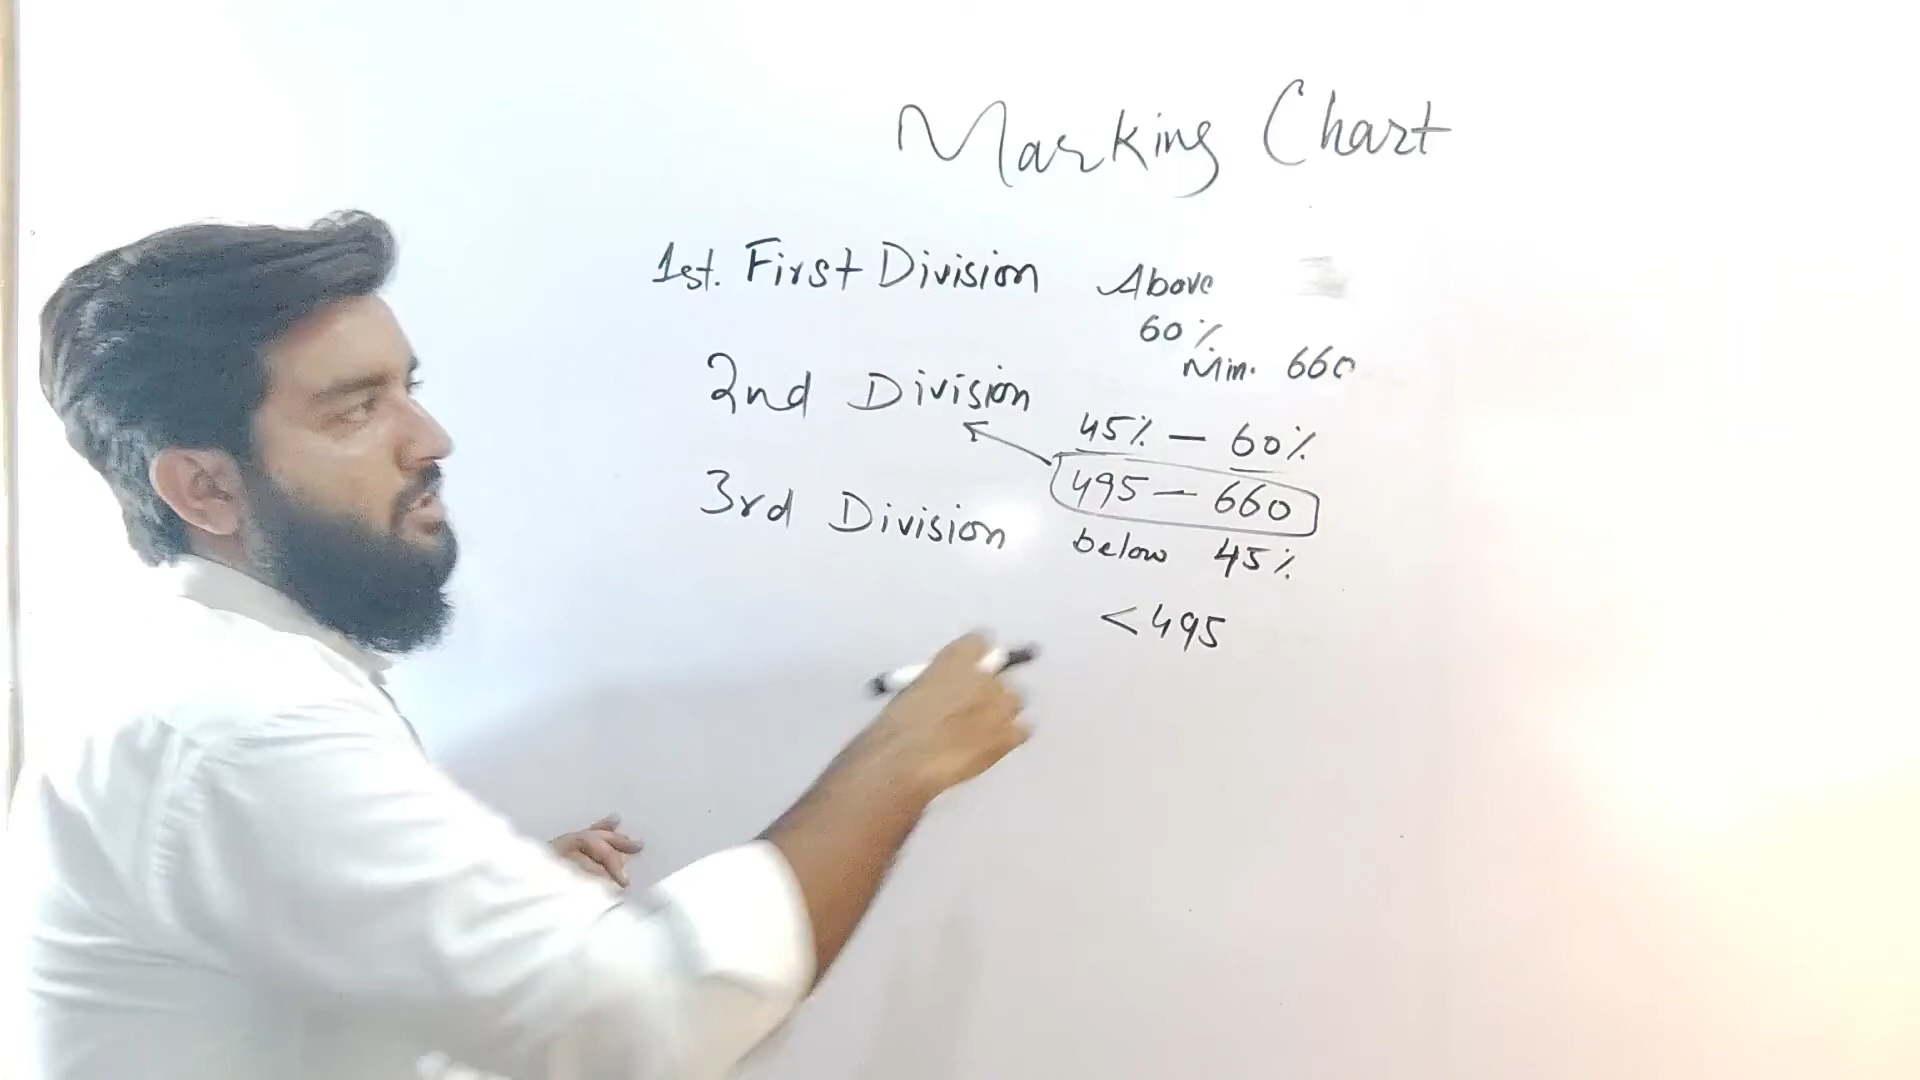 Marking Chart
1st. First Division Above
60%
Min. 660
2nd Division
45% — 60%
495 — 660
3rd Division below 45%
< 495